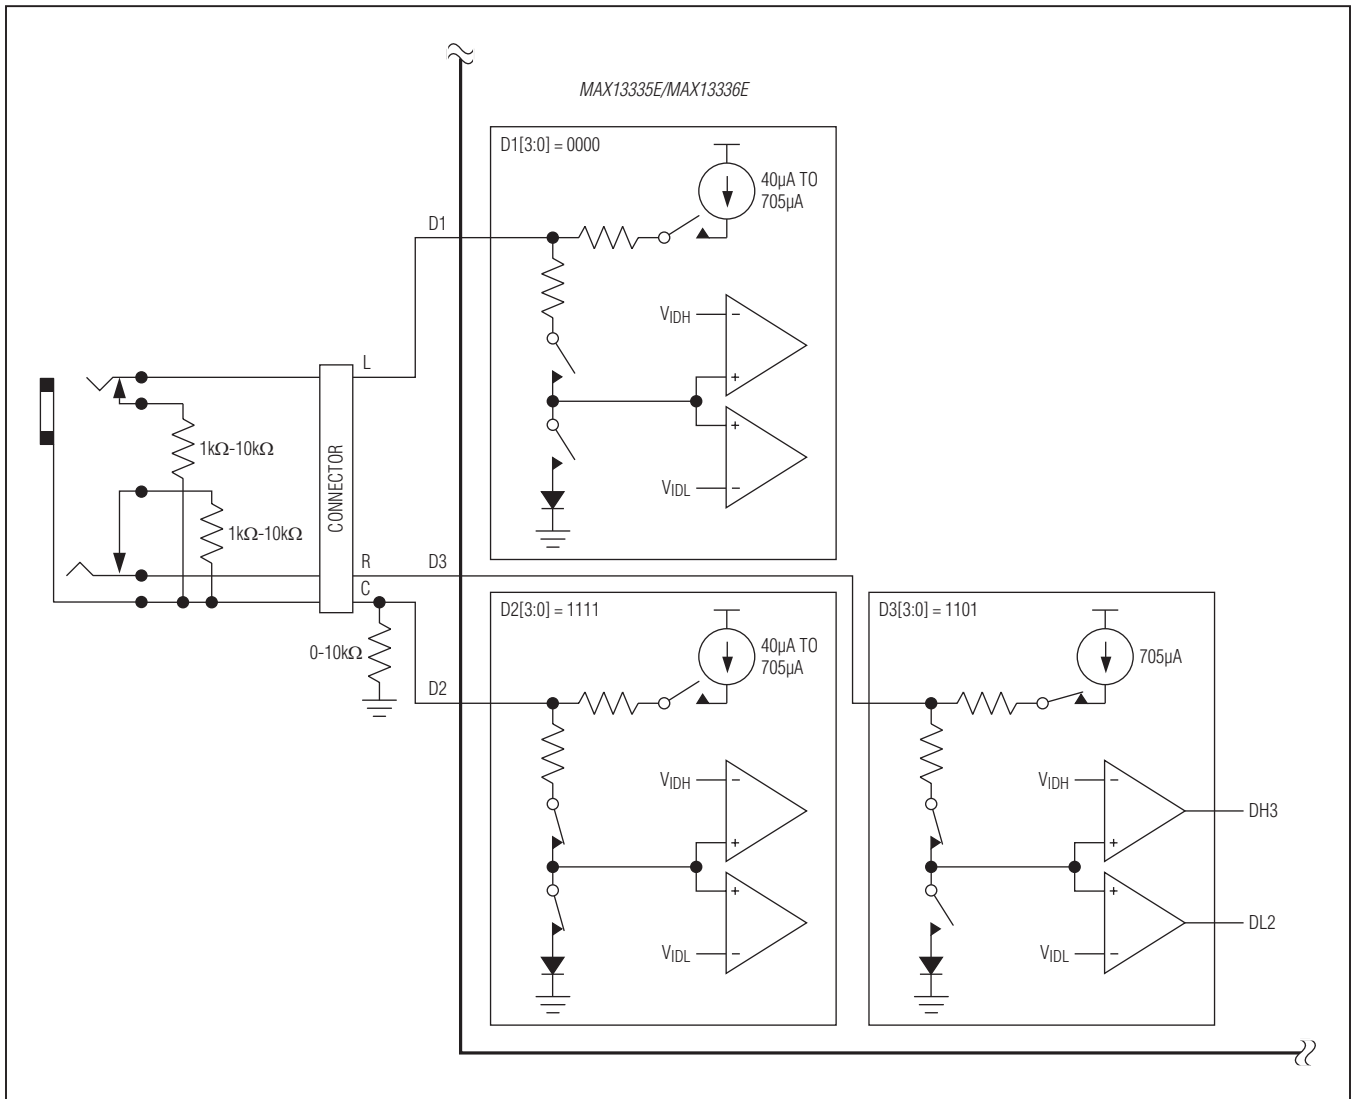 MAX13335E/MAX13336E
D1[3:0] = 0000
40µA TO
705µA
D1
VIDH
−
+
+
VIDL
−
L
1kΩ-10kΩ
1kΩ-10kΩ
CONNECTOR
R
D3
C
0-10kΩ
D2
D2[3:0] = 1111
40µA TO
705µA
VIDH
−
+
+
VIDL
−
D3[3:0] = 1101
705µA
VIDH
−
+
DH3
+
DL2
VIDL
−